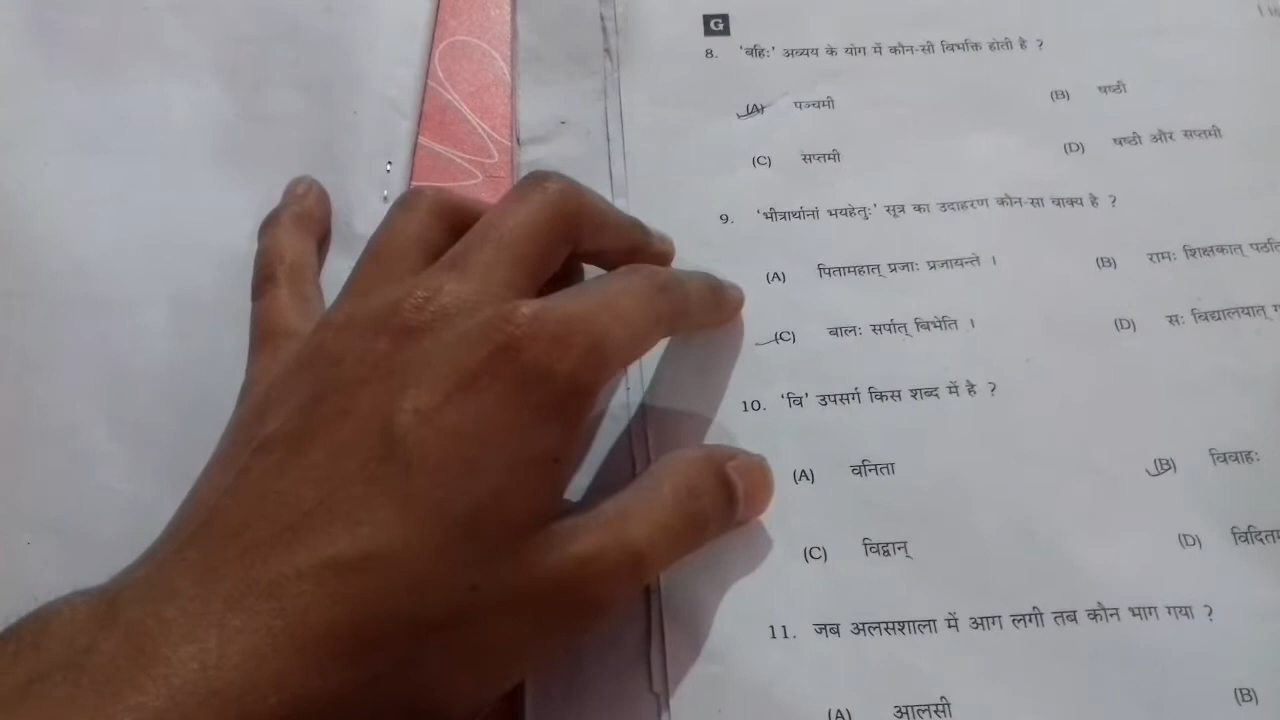 G
8. 'बहिः' अव्यय के योग में कौन-सी विभक्ति होती है ?
(A) पञ्चमी (B) षष्ठी
(C) सप्तमी (D) षष्ठी और सप्तमी
9. 'भीत्रार्थानां भयहेतुः' सूत्र का उदाहरण कौन-सा वाक्य है ?
(A) पितामहात् प्रजाः प्रजायन्ते । (B) रामः शिक्षकात्
(C) बालः सर्पात् बिभेति । (D) सः विद्यालयात्
10. 'वि' उपसर्ग किस शब्द में है ?
(A) वनिता (B) विवाहः
(C) विद्वान् (D)
11. जब अलसशाला में आग लगी तब कौन भाग गया ?
(A) आलसी (B)